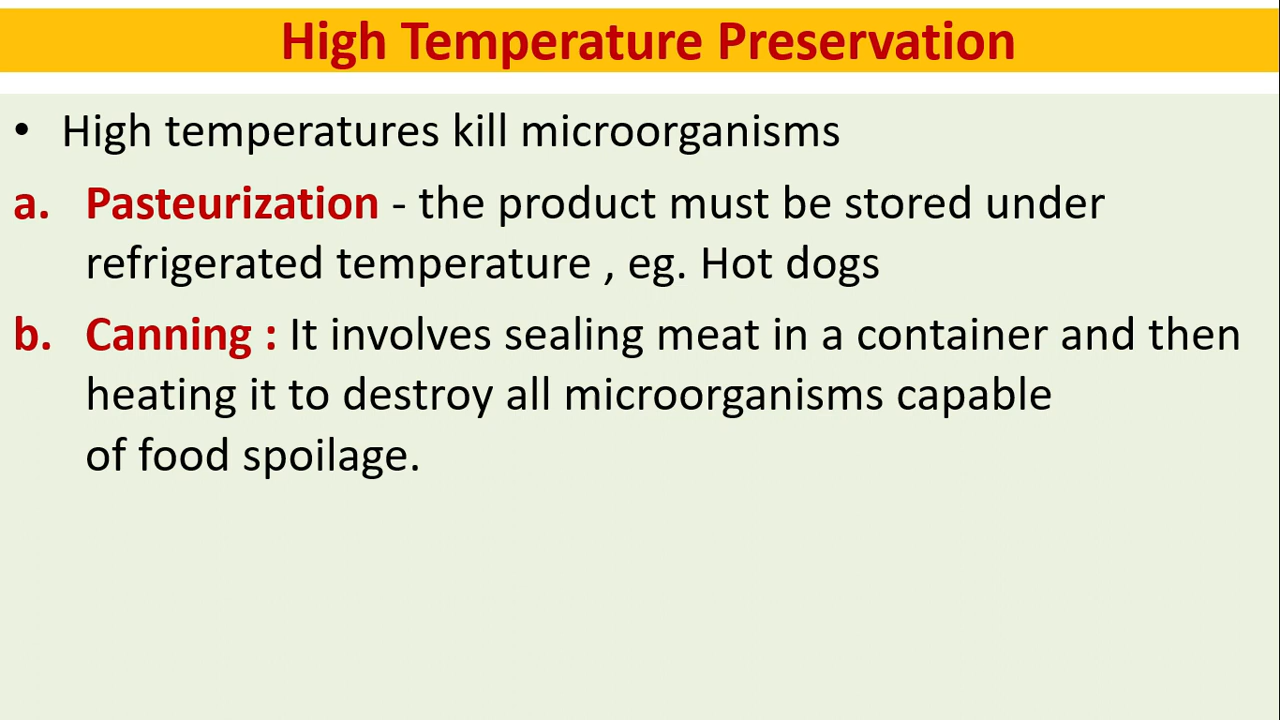 High Temperature Preservation
• High temperatures kill microorganisms
a. Pasteurization - the product must be stored under
refrigerated temperature , eg. Hot dogs
b. Canning : It involves sealing meat in a container and then
heating it to destroy all microorganisms capable
of food spoilage.